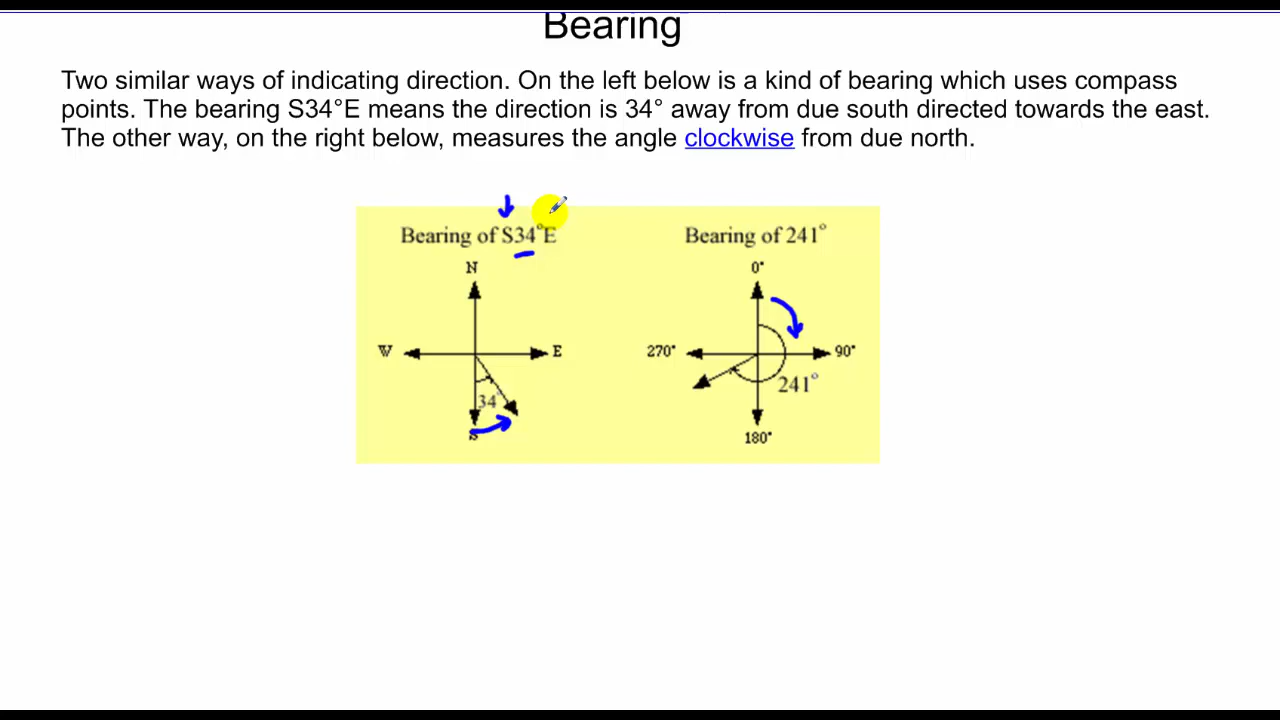 Bearing
Two similar ways of indicating direction. On the left below is a kind of bearing which uses compass
points. The bearing S34°E means the direction is 34° away from due south directed towards the east.
The other way, on the right below, measures the angle clockwise from due north.
Bearing of S34°E
Bearing of 241°
N
0°
W
E
270°
90°
34°
241°
S
180°